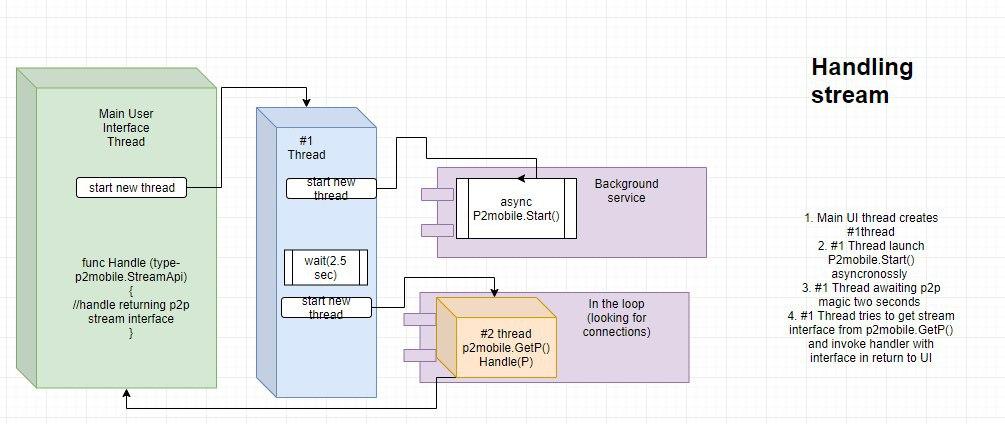 Handling
stream
Main User
Interface
Thread
start new thread
func Handle (type-
p2mobile.StreamApi)
{
//handle returning p2p
stream interface
}
#1
Thread
start new
thread
wait(2.5
sec)
start new
thread
async
P2mobile.Start()
Background
service
#2 thread
p2mobile.GetP()
Handle(P)
In the loop
(looking for
connections)
1. Main UI thread creates
#1thread
2. #1 Thread launch
P2mobile.Start()
asyncronossly
3. #1 Thread awaiting p2p
magic two seconds
4. #1 Thread tries to get stream
interface from p2mobile.GetP()
and invoke handler with
interface in return to UI